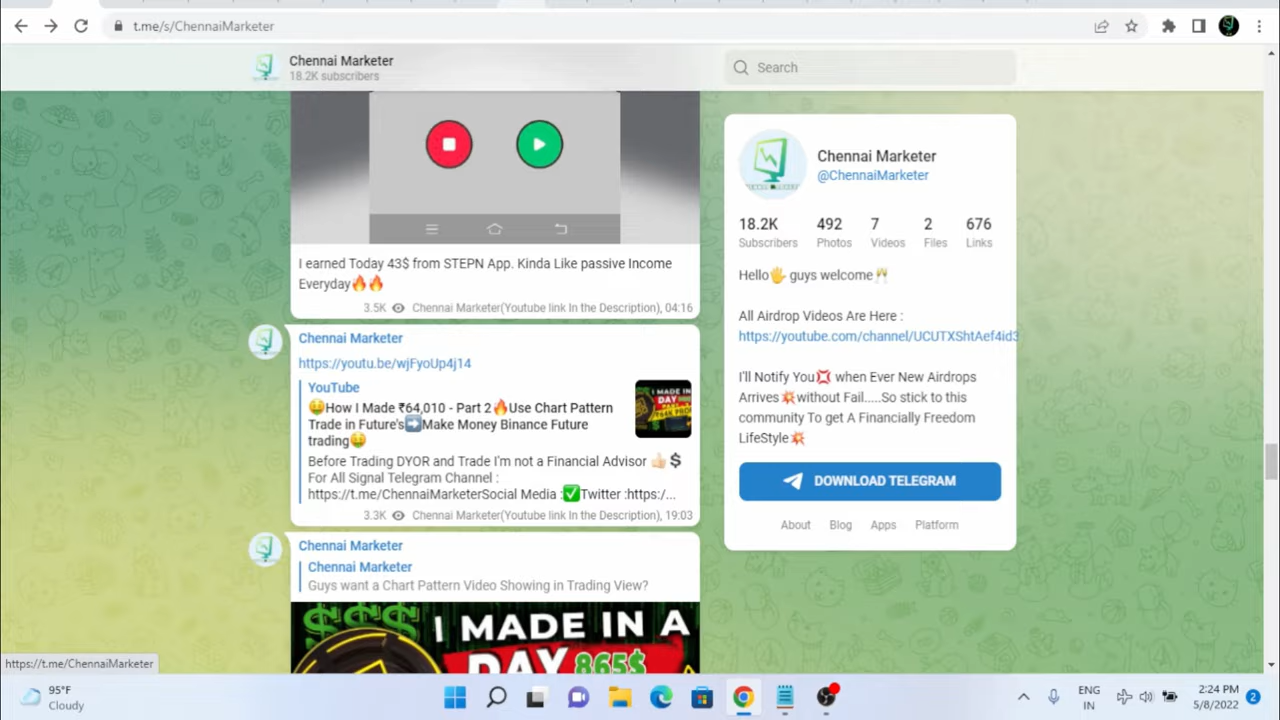 t.me/s/ChennaiMarketer
Chennai Marketer
18.2K subscribers
Search
I earned Today 43$ from STEPN App. Kinda Like passive Income
Everyday🔥🔥
3.5K Chennai Marketer(Youtube link In the Description), 04:16
Chennai Marketer
https://youtu.be/wjFyoUp4j14
YouTube
🤑How I Made ₹64,010 - Part 2🔥Use Chart Pattern
Trade in Future's➡️Make Money Binance Future
trading🤑
Before Trading DYOR and Trade I'm not a Financial Advisor 👍🏻💲
For All Signal Telegram Channel :
https://t.me/ChennaiMarketerSocial Media :✅Twitter :https:/...
3.3K Chennai Marketer(Youtube link In the Description), 19:03
Chennai Marketer
Chennai Marketer
Guys want a Chart Pattern Video Showing in Trading View?
$$$ I MADE IN A
DAY 865$
Chennai Marketer
@ChennaiMarketer
18.2K 492 7 2 676
Subscribers Photos Videos Files Links
Hello🖐 guys welcome🥂
All Airdrop Videos Are Here :
https://youtube.com/channel/UCUTXShtAef4id3
I'll Notify You💢 when Ever New Airdrops
Arrives💥without Fail.....So stick to this
community To get A Financially Freedom
LifeStyle💥
DOWNLOAD TELEGRAM
About Blog Apps Platform
https://t.me/ChennaiMarketer
95°F
Cloudy
ENG
IN
2:24 PM
5/8/2022
2